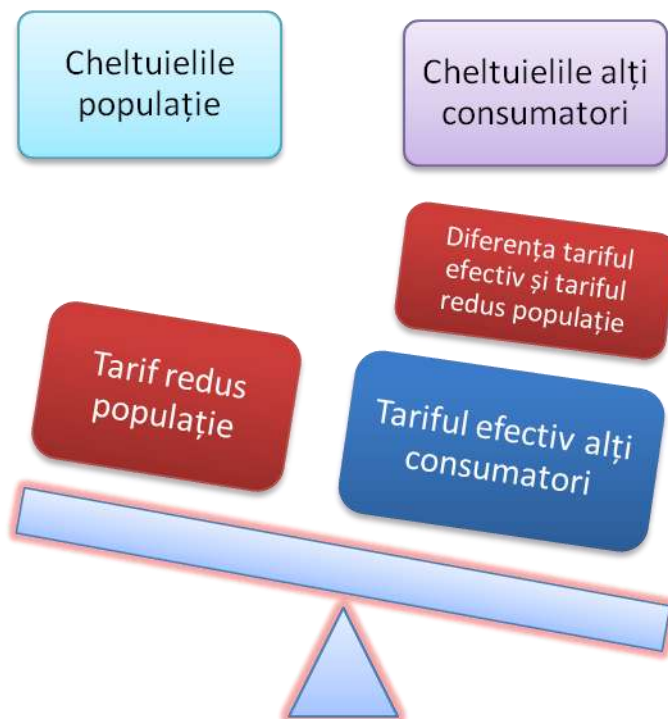 Cheltuielile
populație
Cheltuielile alți
consumatori
Diferența tariful
efectiv și tariful
redus populație
Tarif redus
populație
Tariful efectiv alți
consumatori